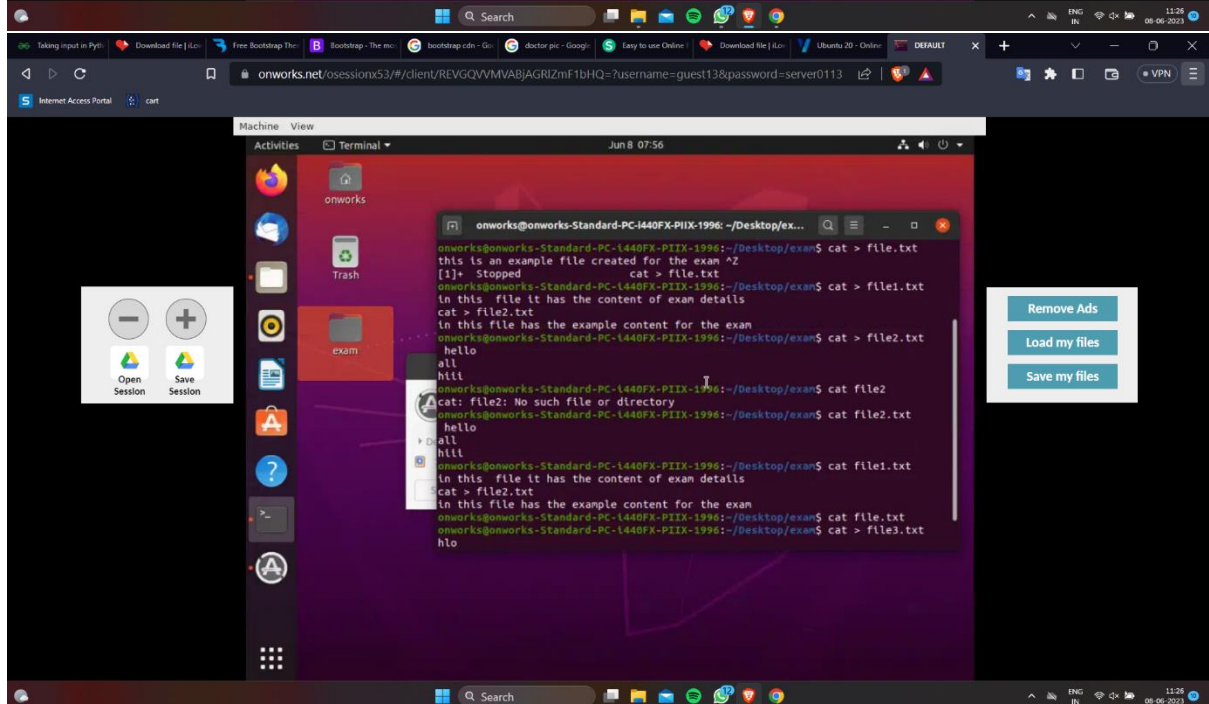 Search
12
ENG
IN
11:26
08-06-2023
Taking input in Pyth
Download file | iLov
Free Bootstrap The
Bootstrap - The mo
bootstrap cdn - Go
doctor pic - Google
Easy to use Online
Download file | iLov
Ubuntu 20 - Online
DEFAULT
VPN
Internet Access Portal
cart
Machine View
Activities
Terminal
Jun 8 07:56
onworks
Trash
exam
Open
Session
Save
Session
Remove Ads
Load my files
Save my files
onworks@onworks-Standard-PC-i440FX-PIIX-1996: ~/Desktop/ex...
onworks@onworks-Standard-PC-i440FX-PIIX-1996:~/Desktop/exam$ cat > file.txt
this is an example file created for the exam ^Z
[1]+ Stopped cat > file.txt
onworks@onworks-Standard-PC-i440FX-PIIX-1996:~/Desktop/exam$ cat > file1.txt
in this file it has the content of exam details
cat > file2.txt
in this file has the example content for the exam
onworks@onworks-Standard-PC-i440FX-PIIX-1996:~/Desktop/exam$ cat > file2.txt
hello
all
hiii
onworks@onworks-Standard-PC-i440FX-PIIX-1996:~/Desktop/exam$ cat file2
cat: file2: No such file or directory
onworks@onworks-Standard-PC-i440FX-PIIX-1996:~/Desktop/exam$ cat file2.txt
hello
all
hiii
onworks@onworks-Standard-PC-i440FX-PIIX-1996:~/Desktop/exam$ cat file1.txt
in this file it has the content of exam details
cat > file2.txt
in this file has the example content for the exam
onworks@onworks-Standard-PC-i440FX-PIIX-1996:~/Desktop/exam$ cat file.txt
onworks@onworks-Standard-PC-i440FX-PIIX-1996:~/Desktop/exam$ cat > file3.txt
hlo
Search
12
ENG
IN
11:26
08-06-2023